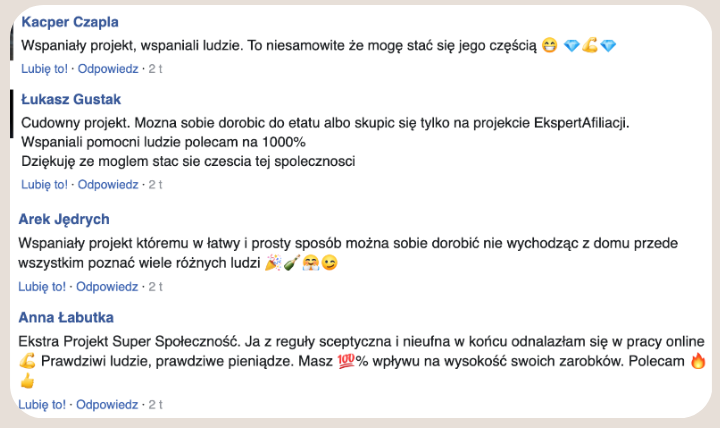 Kacper Czapla
Wspaniały projekt, wspaniali ludzie. To niesamowite że mogę stać się jego częścią 😁 💎💪💎
Lubię to! · Odpowiedz · 2 t
Łukasz Gustak
Cudowny projekt. Mozna sobie dorobic do etatu albo skupic się tylko na projekcie EkspertAfiliacji.
Wspaniali pomocni ludzie polecam na 1000%
Dziękuję ze moglem stac sie czescia tej spolecznosci
Lubię to! · Odpowiedz · 2 t
Arek Jędrych
Wspaniały projekt któremu w łatwy i prosty sposób można sobie dorobić nie wychodząc z domu przede
wszystkim poznać wiele różnych ludzi 🎉🍾🤗😉
Lubię to! · Odpowiedz · 2 t
Anna Łabutka
Ekstra Projekt Super Społeczność. Ja z reguły sceptyczna i nieufna w końcu odnalazłam się w pracy online
💪 Prawdziwi ludzie, prawdziwe pieniądze. Masz 💯% wpływu na wysokość swoich zarobków. Polecam 🔥
👍
Lubię to! · Odpowiedz · 2 t